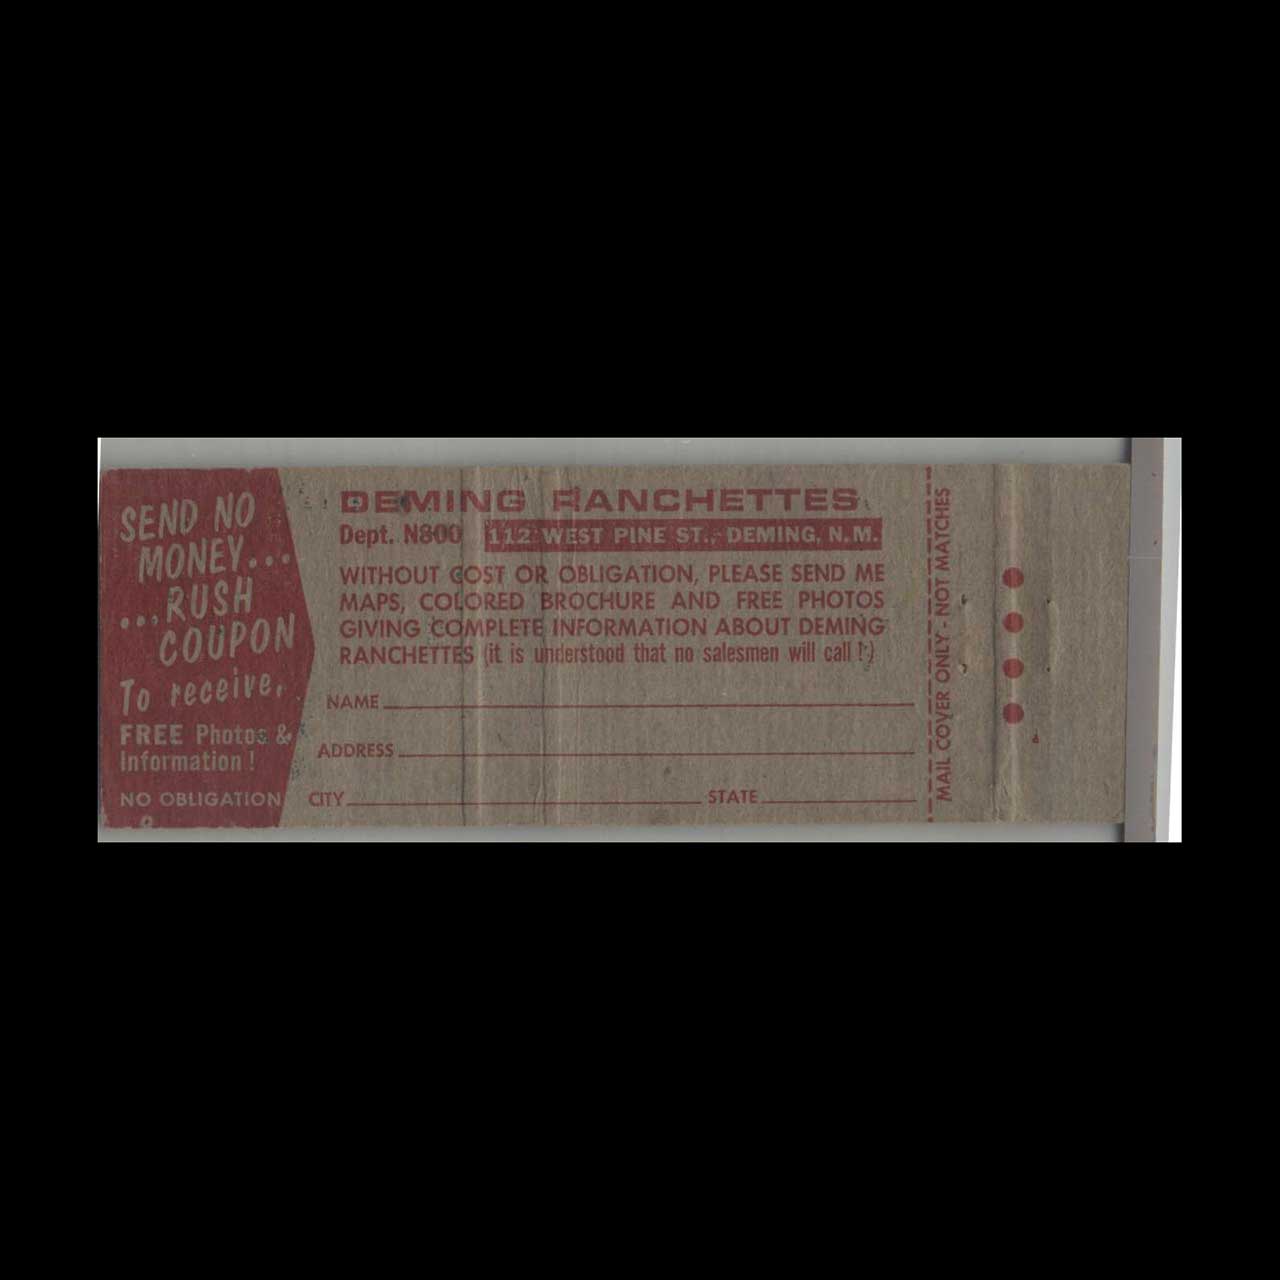 SEND NO
MONEY...
...RUSH
COUPON
To receive,
FREE Photos &
Information!
NO OBLIGATION
DEMING RANCHETTES
Dept. N800 112 WEST PINE ST., DEMING, N.M.
WITHOUT COST OR OBLIGATION, PLEASE SEND ME
MAPS, COLORED BROCHURE AND FREE PHOTOS
GIVING COMPLETE INFORMATION ABOUT DEMING
RANCHETTES (it is understood that no salesmen will call!)
NAME
ADDRESS
CITY STATE
MAIL COVER ONLY - NOT MATCHES